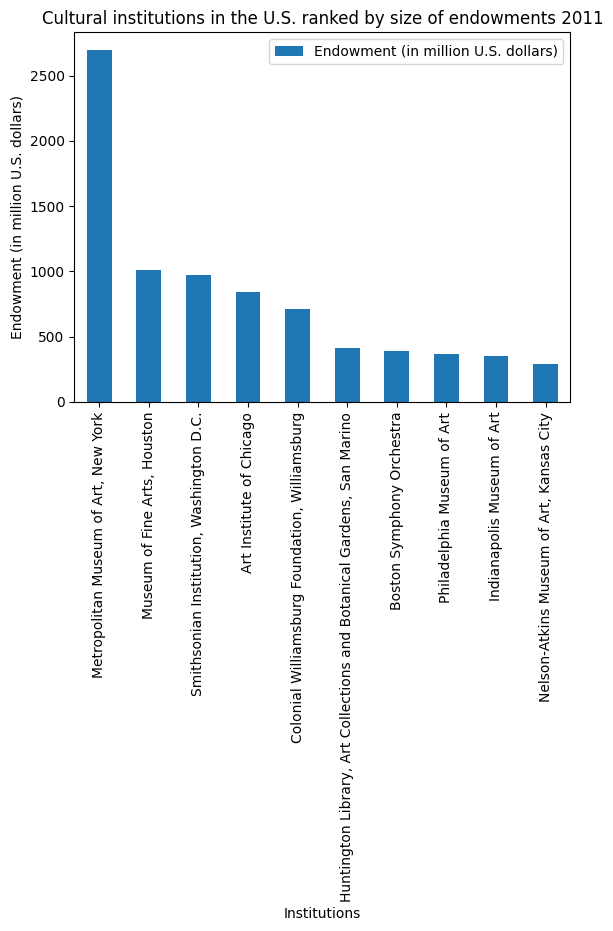 Cultural institutions in the U.S. ranked by size of endowments 2011
Endowment (in million U.S. dollars)
Endowment (in million U.S. dollars)
2500
2000
1500
1000
500
0
Metropolitan Museum of Art, New York
Museum of Fine Arts, Houston
Smithsonian Institution, Washington D.C.
Art Institute of Chicago
Colonial Williamsburg Foundation, Williamsburg
Huntington Library, Art Collections and Botanical Gardens, San Marino
Boston Symphony Orchestra
Philadelphia Museum of Art
Indianapolis Museum of Art
Nelson-Atkins Museum of Art, Kansas City
Institutions